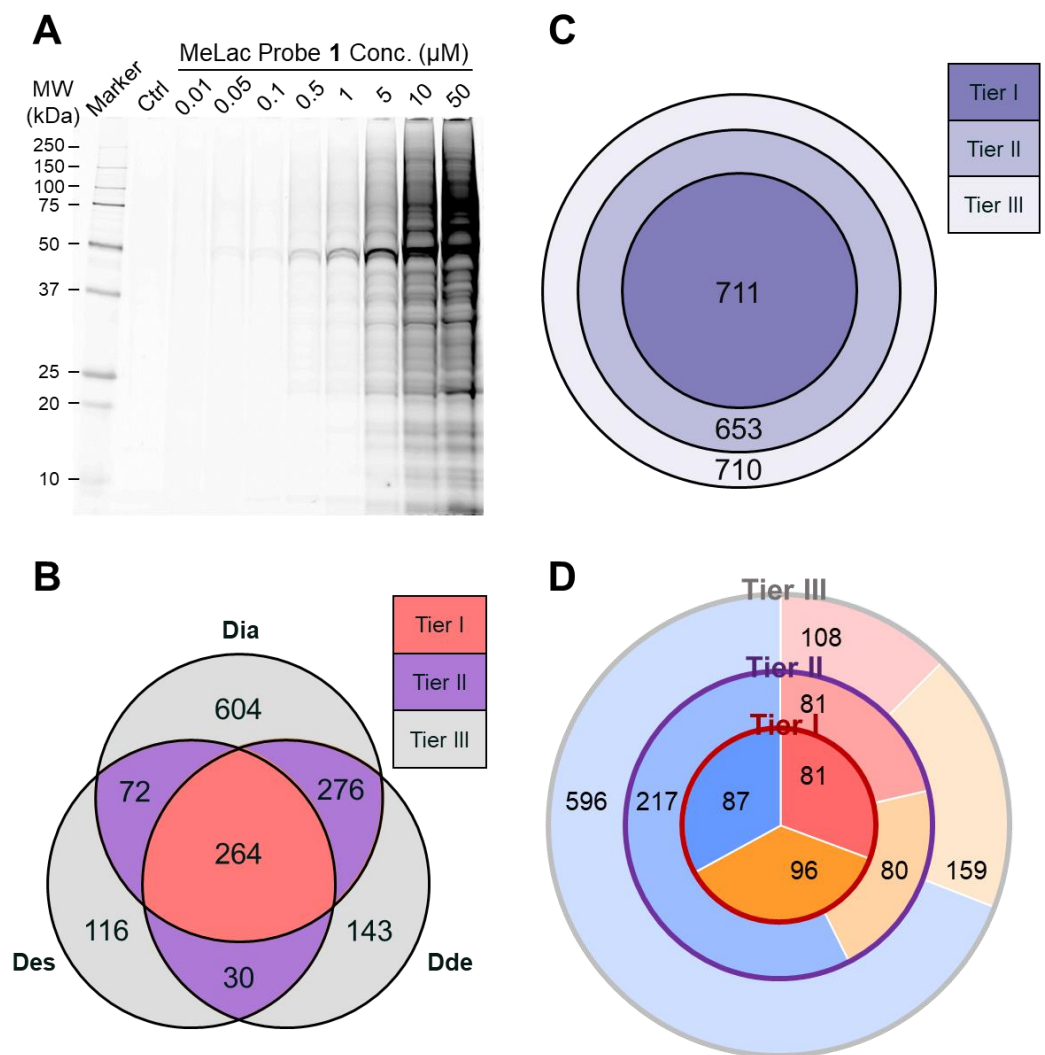 A
MeLac Probe 1 Conc. (µM)
MW
(kDa)
Marker
Ctrl
0.01
0.05
0.1
0.5
1
5
10
50
250
150
100
75
50
37
25
20
10
C
Tier I
Tier II
Tier III
711
653
710
B
Dia
Tier I
Tier II
Tier III
604
72
276
264
116
143
Des
30
Dde
D
Tier III
108
Tier II
81
Tier I
81
596
217
87
96
80
159